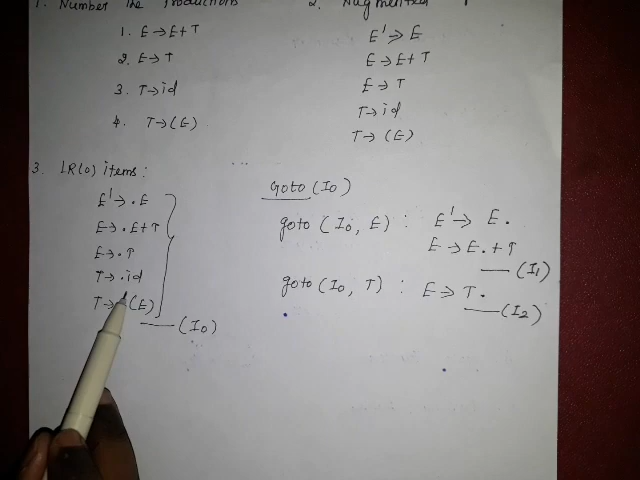 1. Number the Productions
1. E→E+T
2. E→T
3. T→id
4. T→(E)
2. Augmented
E'→E
E→E+T
E→T
T→id
T→(E)
3. LR(0) items:
E'→.E
E→.E+T
E→.T
T→.id
T→.(E)
(I0)
Goto (I0)
goto (I0, E) : E'→ E.
E→E.+T
(I1)
goto (I0, T) : E→T.
(I2)